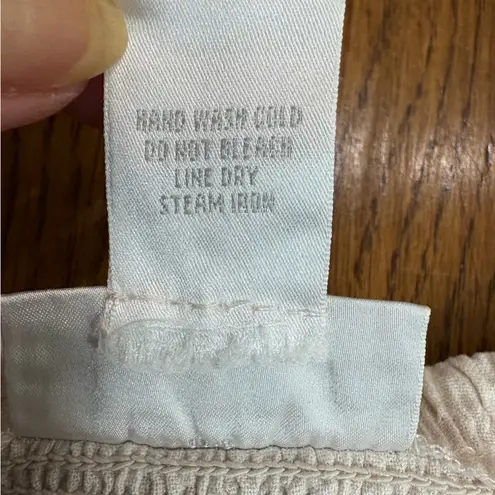 HAND WASH COLD
DO NOT BLEACH
LINE DRY
STEAM IRON